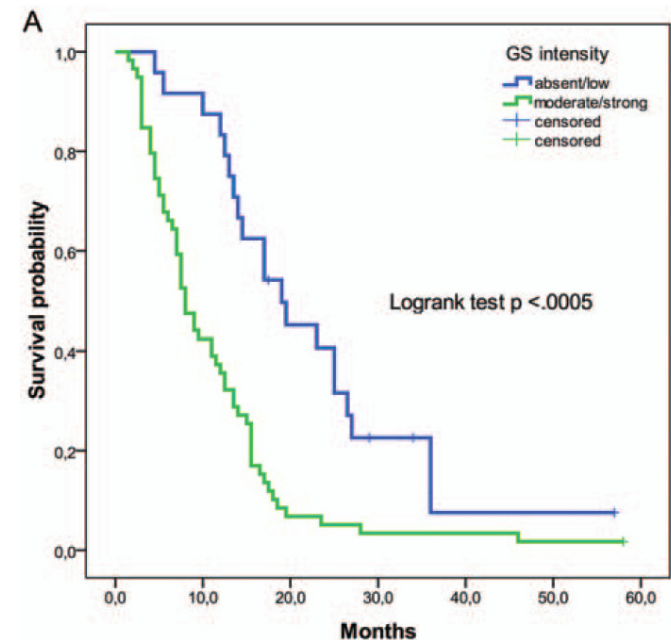 A
GS intensity
absent/low
moderate/strong
censored
censored
Logrank test p <.0005
Survival probability
1,0
0,8
0,6
0,4
0,2
0,0
0,0 10,0 20,0 30,0 40,0 50,0 60,0
Months